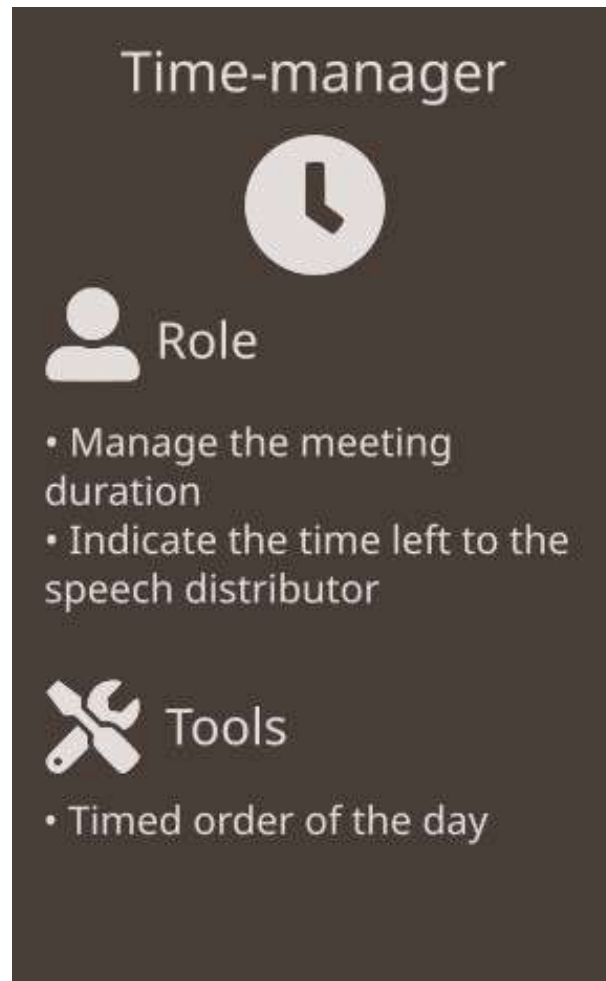 Time-manager
Role
• Manage the meeting
duration
• Indicate the time left to the
speech distributor
Tools
• Timed order of the day